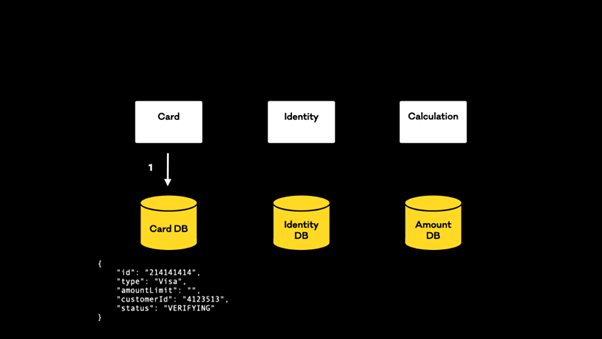 Card
Identity
Calculation
1
Card DB
Identity
DB
Amount
DB
{
"id": "214141414",
"type": "Visa",
"amountLimit": "",
"customerId": "4123513",
"status": "VERIFYING"
}